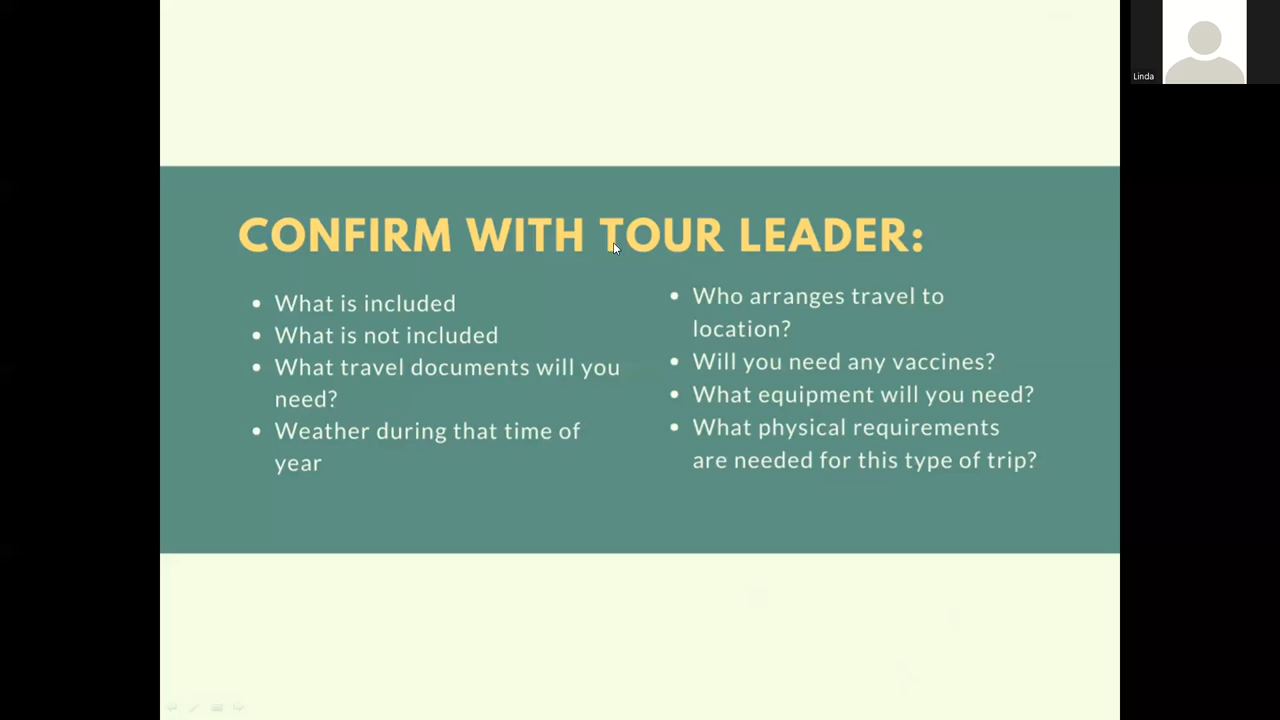 CONFIRM WITH TOUR LEADER:
What is included
What is not included
What travel documents will you
need?
Weather during that time of
year
Who arranges travel to
location?
Will you need any vaccines?
What equipment will you need?
What physical requirements
are needed for this type of trip?
Linda